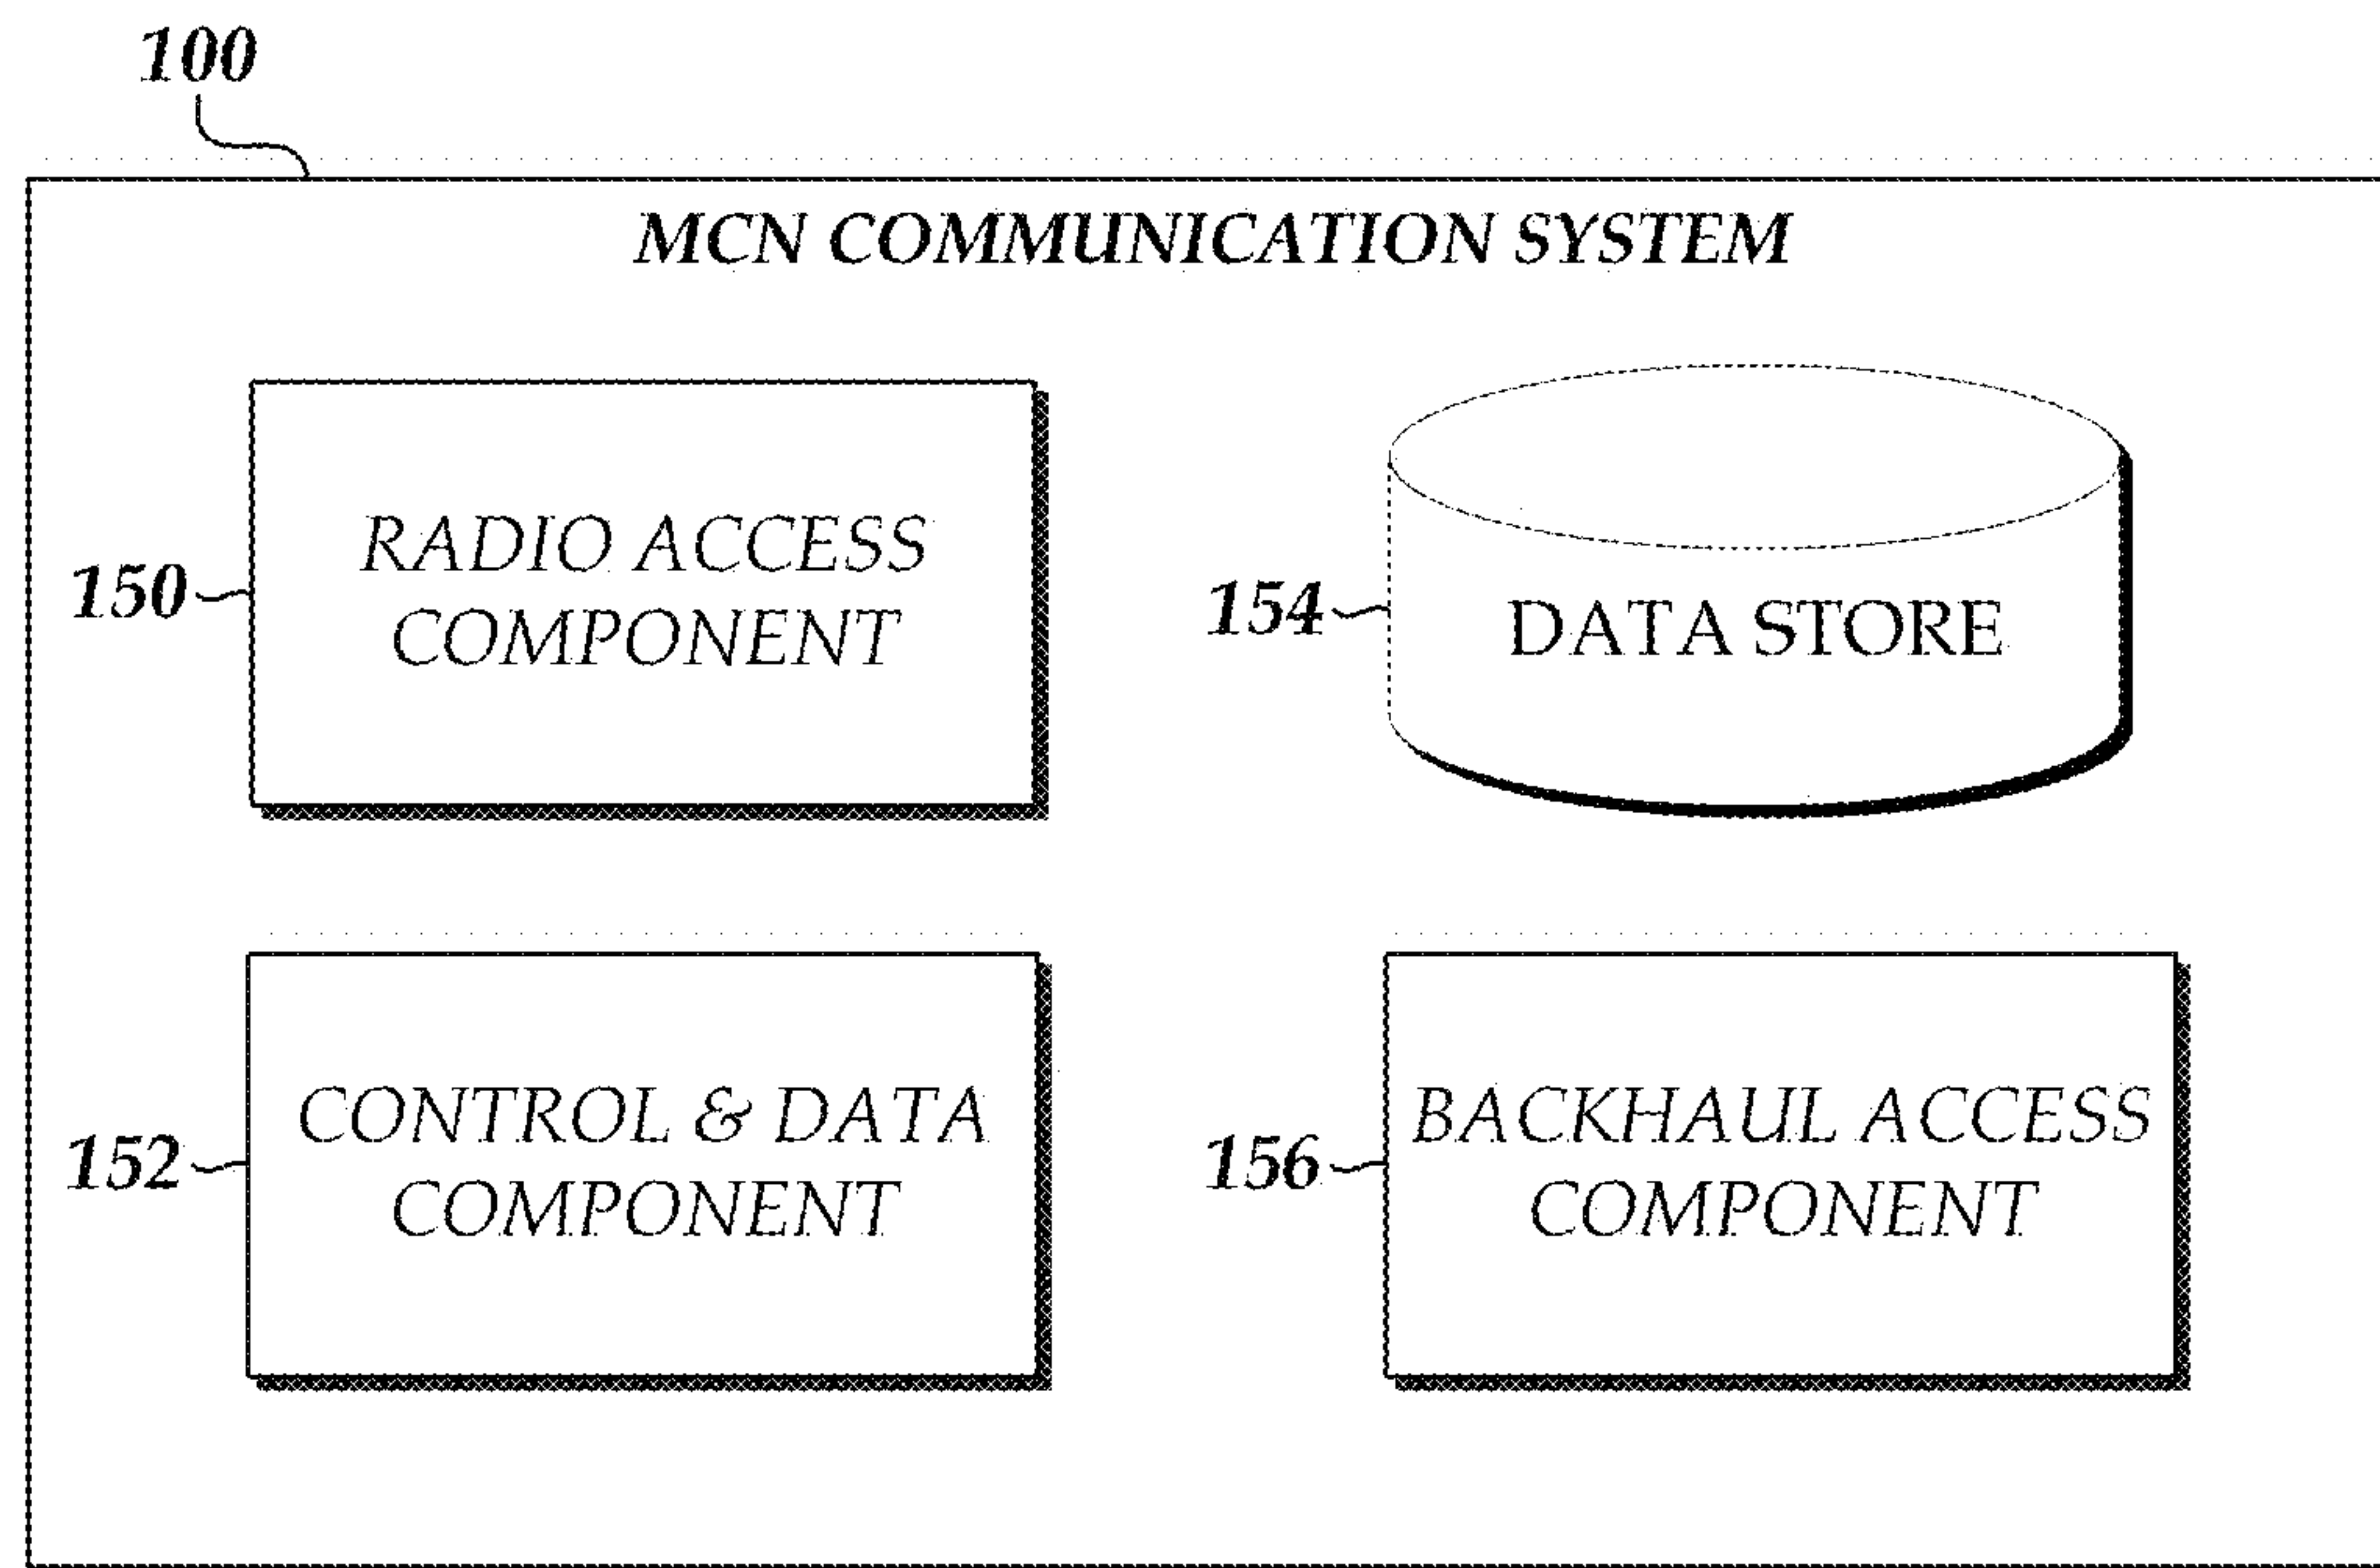 100
MCN COMMUNICATION SYSTEM
150
RADIO ACCESS
COMPONENT
154
DATA STORE
152
CONTROL & DATA
COMPONENT
156
BACKHAUL ACCESS
COMPONENT